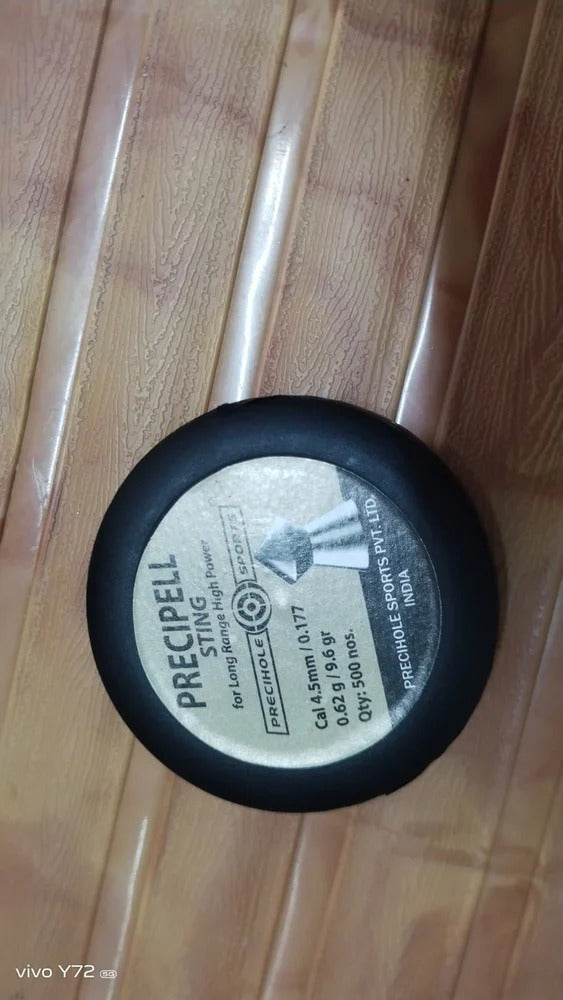 PRECIPELL
STING
for Long Range High Power
PRECIHOLE SPORTS
Cal 4.5mm / 0.177
0.62 g / 9.6 gr
Qty: 500 nos.
PRECIHOLE SPORTS PVT. LTD.
INDIA
vivo Y72 5G